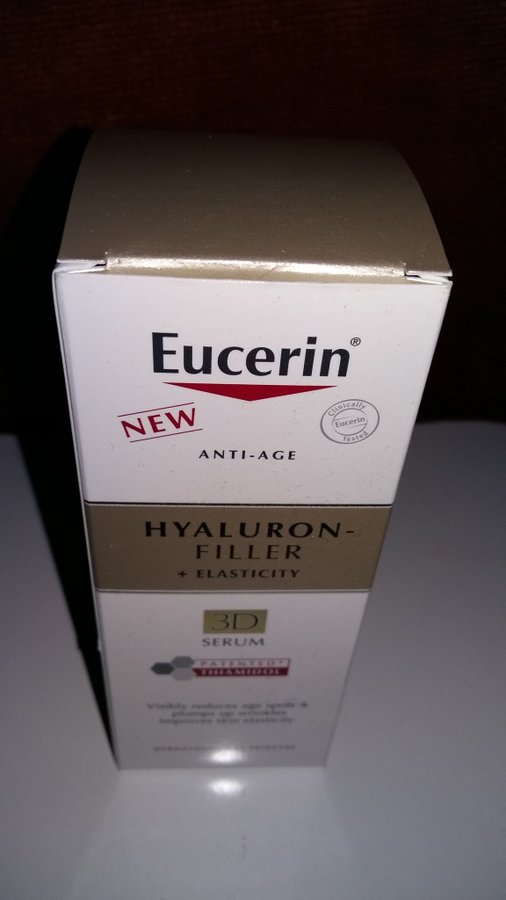 Eucerin®
NEW
Clinically
Eucerin
Tested
ANTI-AGE
HYALURON-
FILLER
+ ELASTICITY
3D
SERUM
PATENTED*
THIAMIDOL
Visibly reduces age spots &
plumps up wrinkles
Improves skin elasticity
SKINCARE